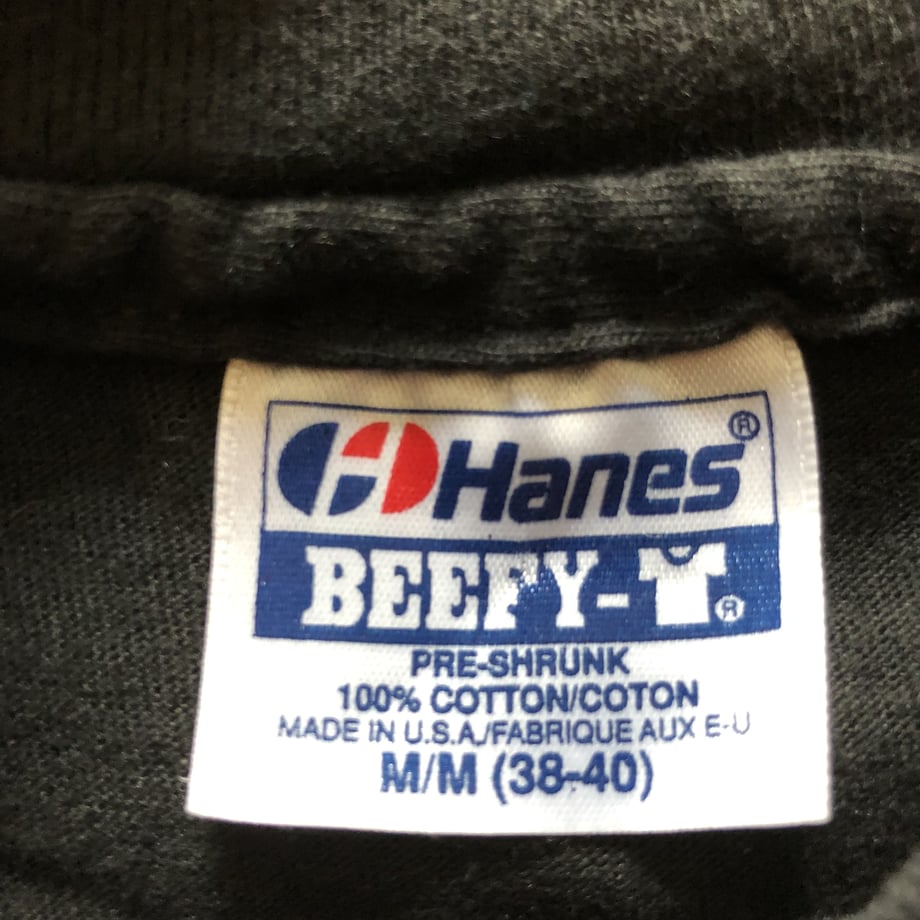 Hanes®
BEEFY-T®
PRE-SHRUNK
100% COTTON/COTON
MADE IN U.S.A./FABRIQUE AUX E-U
M/M (38-40)